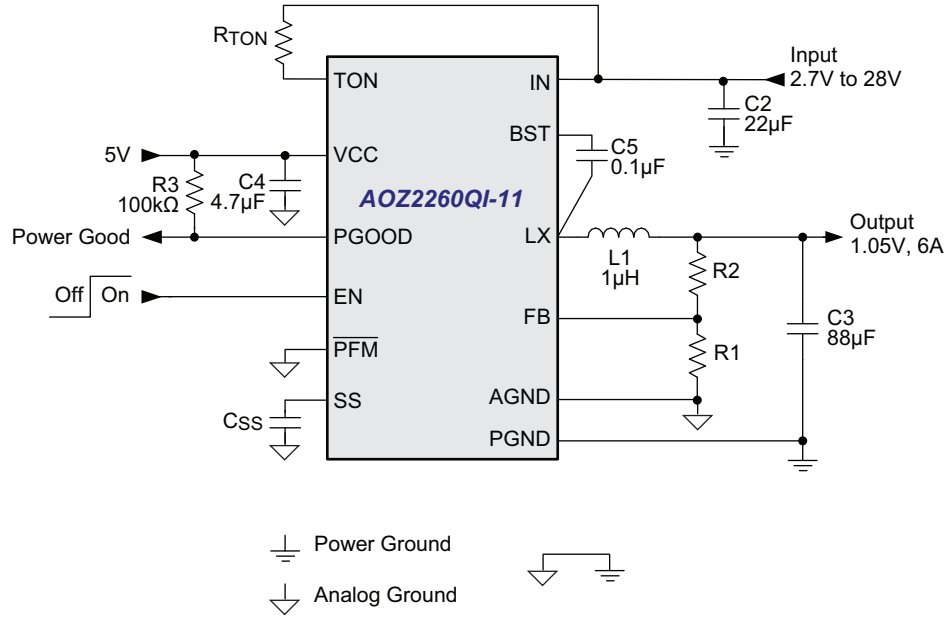 RTON
TON
IN
Input
2.7V to 28V
C2
22µF
BST
C5
0.1µF
5V
VCC
R3
100kΩ
C4
4.7µF
AOZ2260QI-11
Power Good
PGOOD
LX
L1
1µH
Output
1.05V, 6A
R2
Off
On
EN
FB
C3
88µF
PFM
R1
CSS
SS
AGND
PGND
Power Ground
Analog Ground